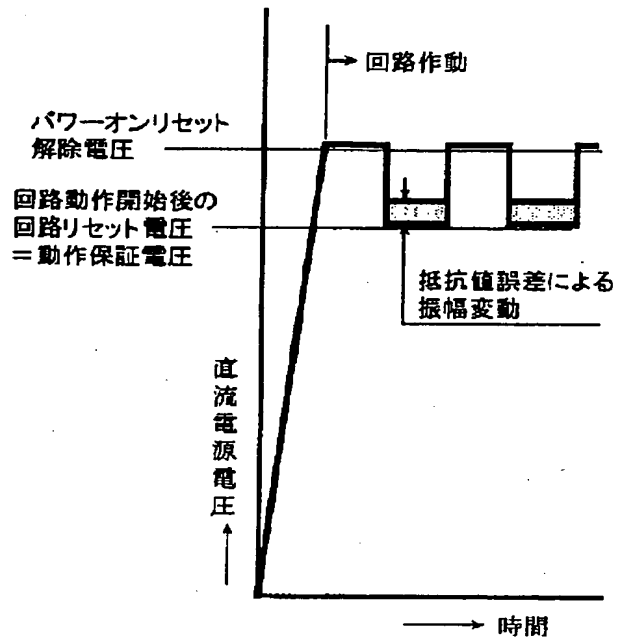 回路作動
パワーオンリセット
解除電圧
回路動作開始後の
回路リセット電圧
＝動作保証電圧
抵抗値誤差による
振幅変動
直流電源電圧
時間